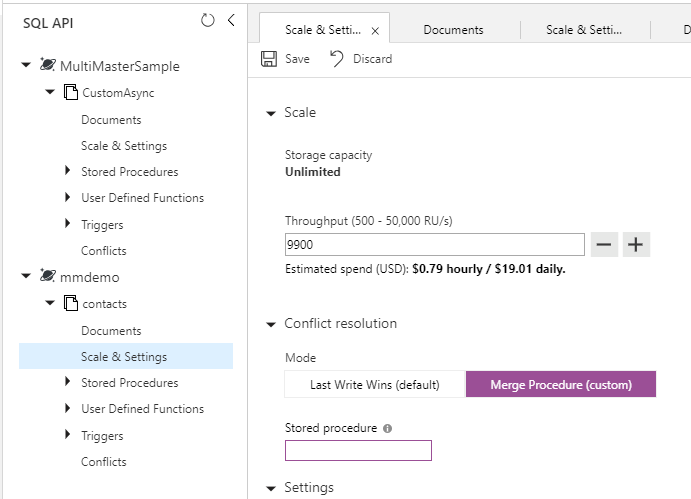 SQL API
MultiMasterSample
CustomAsync
Documents
Scale & Settings
Stored Procedures
User Defined Functions
Triggers
Conflicts
mmdemo
contacts
Documents
Scale & Settings
Stored Procedures
User Defined Functions
Triggers
Conflicts
Scale & Setti... Documents Scale & Setti... D
Save Discard
Scale
Storage capacity
Unlimited
Throughput (500 - 50,000 RU/s)
9900
Estimated spend (USD): $0.79 hourly / $19.01 daily.
Conflict resolution
Mode
Last Write Wins (default) Merge Procedure (custom)
Stored procedure
Settings